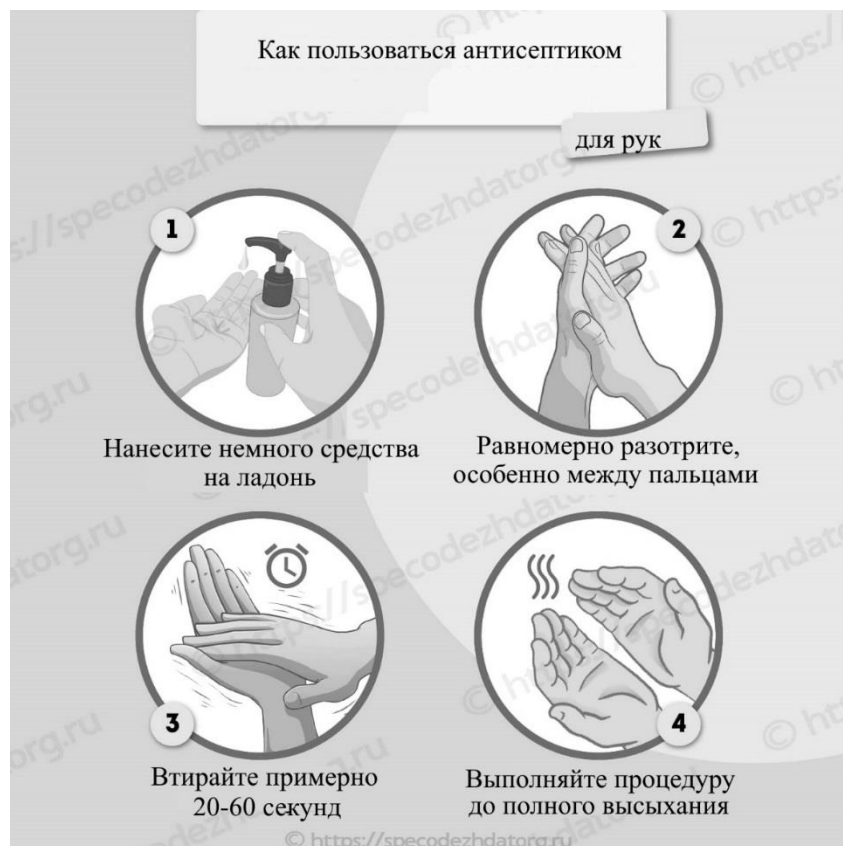 Как пользоваться антисептиком
для рук
1
2
Нанесите немного средства
на ладонь
Равномерно разотрите,
особенно между пальцами
3
4
Втирайте примерно
20-60 секунд
Выполняйте процедуру
до полного высыхания
© https://specodezhdatorg.ru